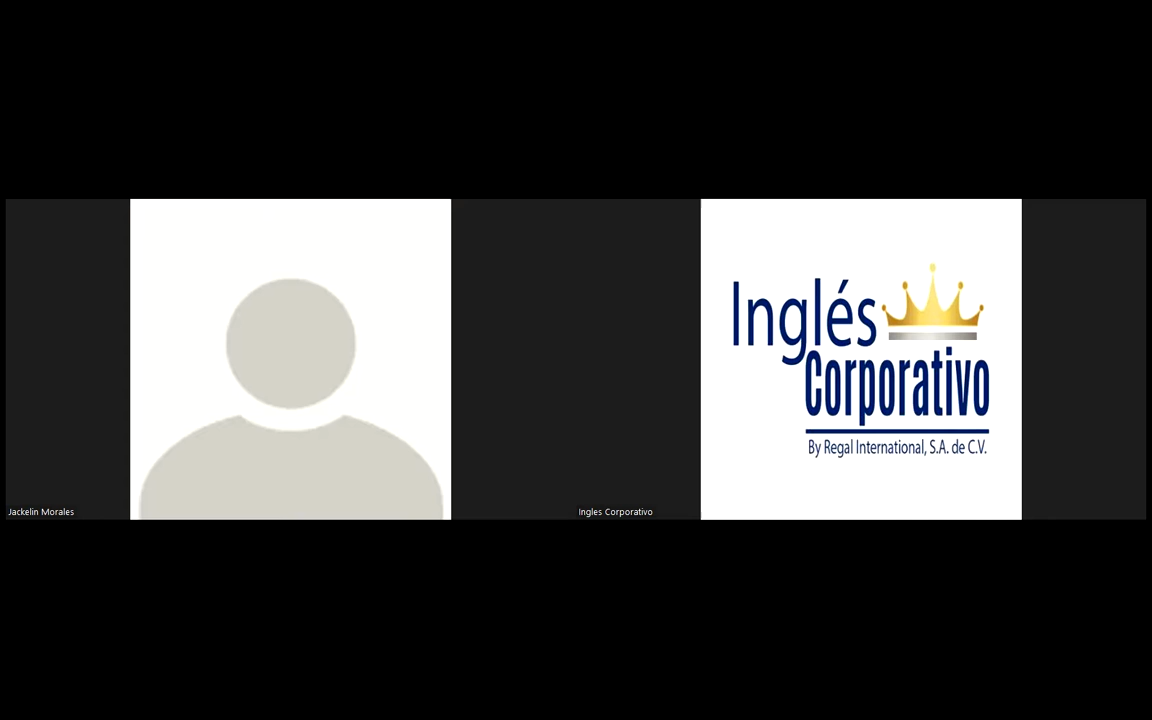 Inglés
Corporativo
By Regal International, S.A. de C.V.
Jackelin Morales
Ingles Corporativo